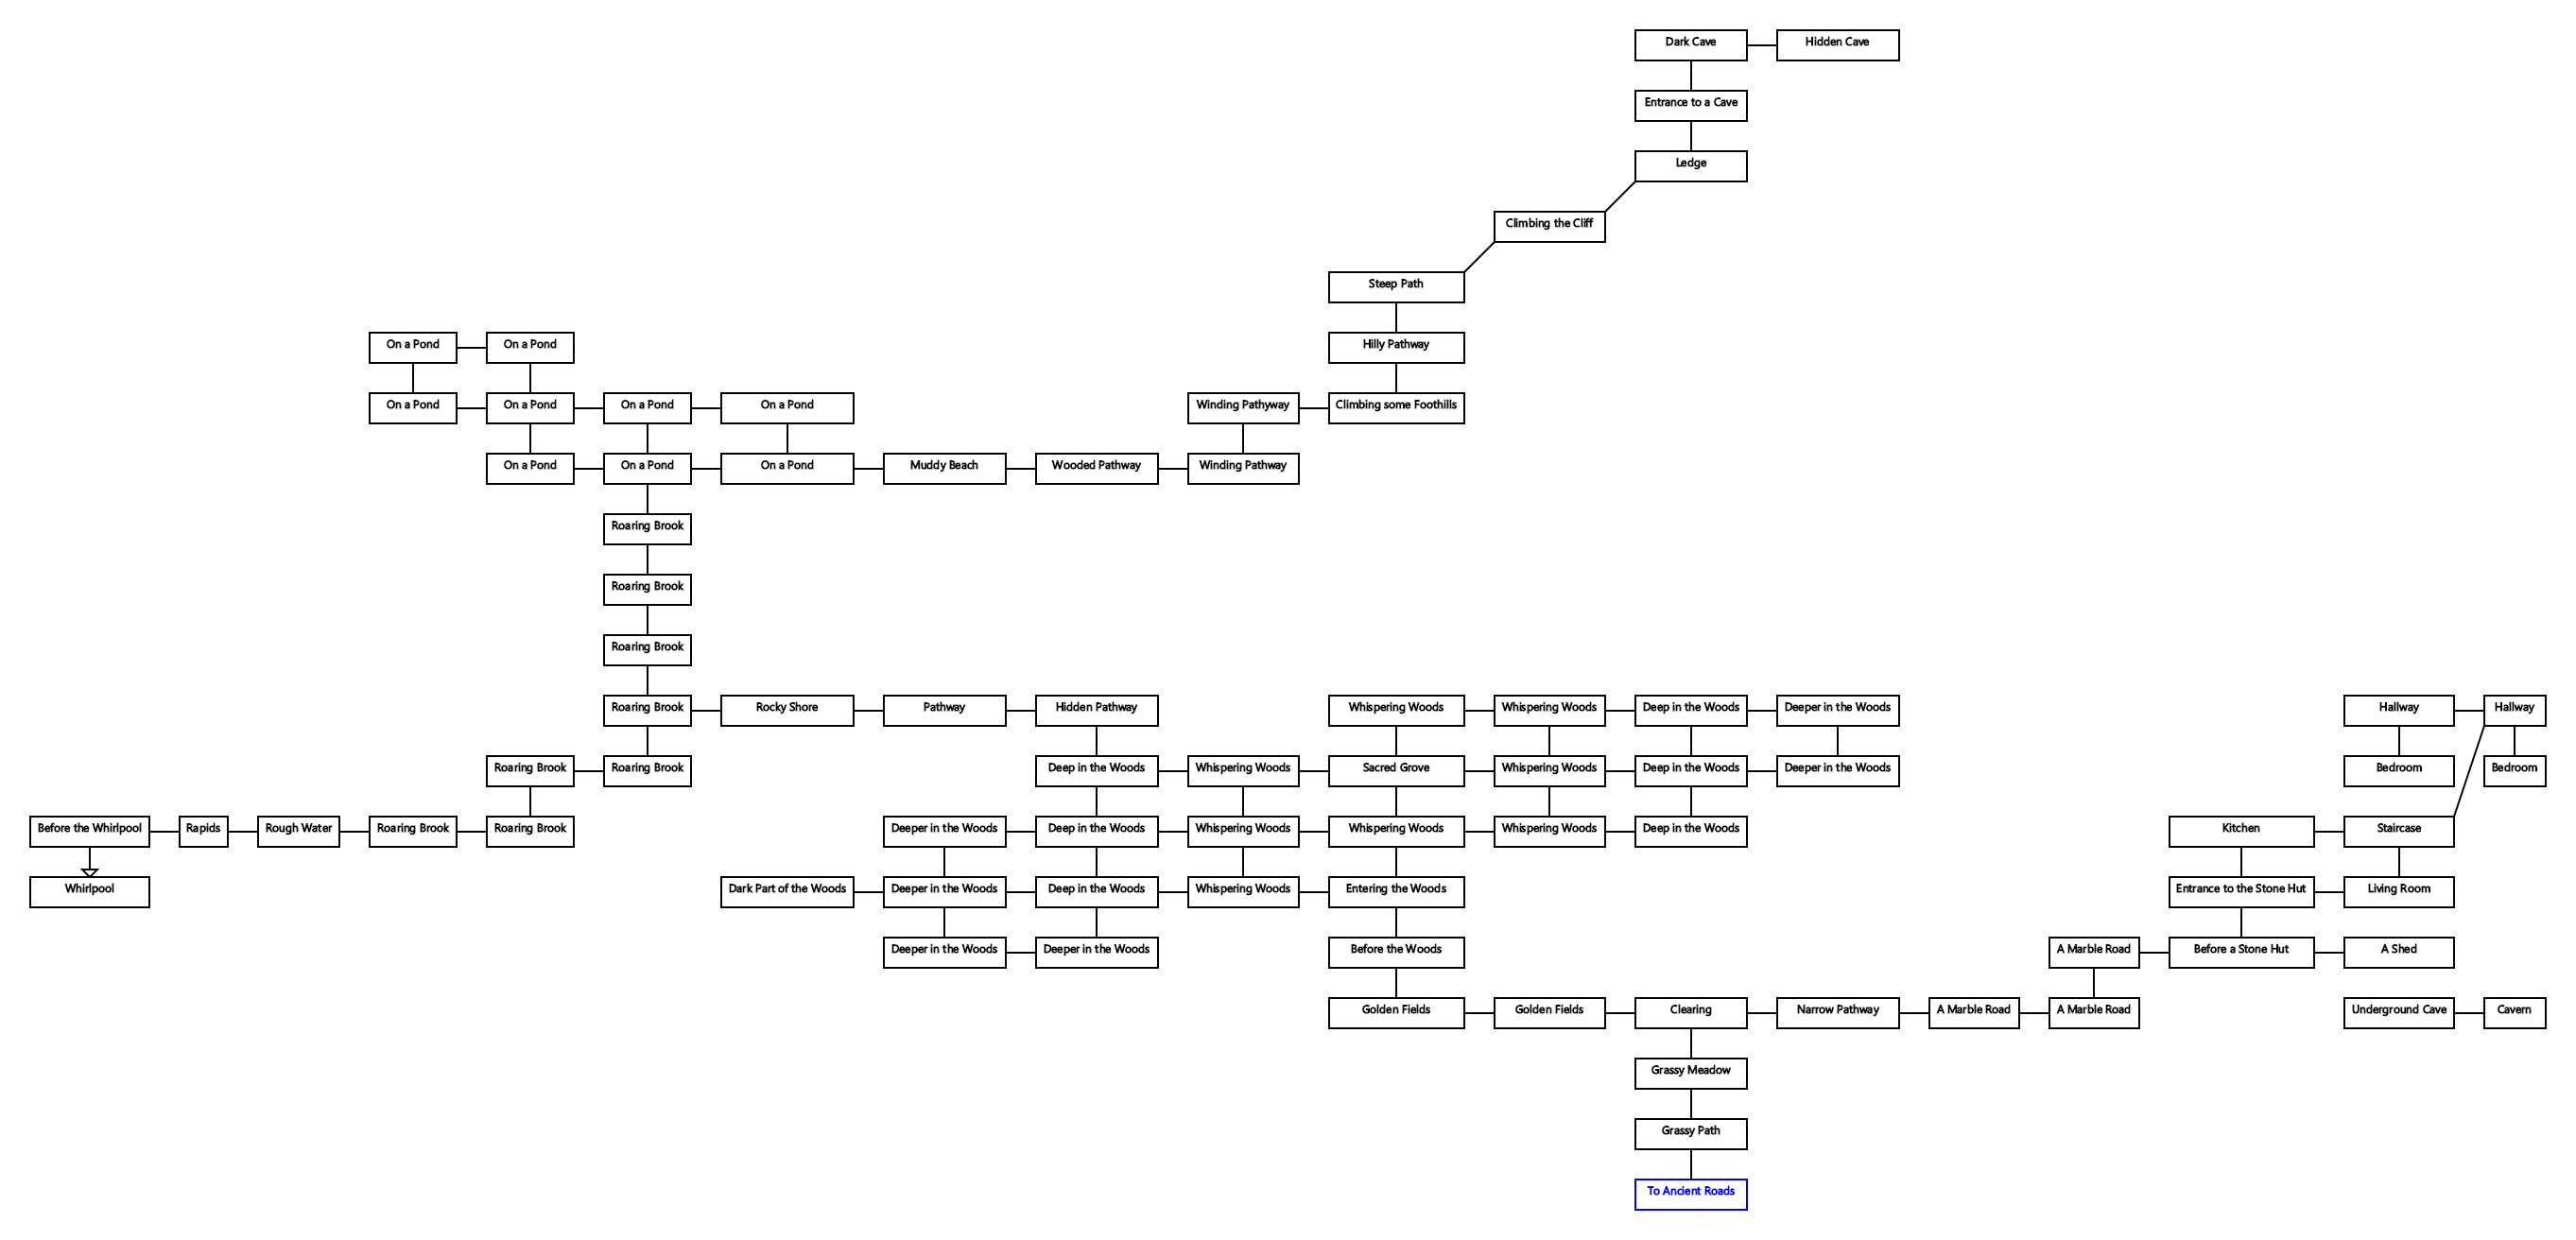 Dark Cave
Hidden Cave
Entrance to a Cave
Ledge
Climbing the Cliff
Steep Path
On a Pond
On a Pond
Hilly Pathway
On a Pond
On a Pond
On a Pond
On a Pond
Winding Pathyway
Climbing some Foothills
On a Pond
On a Pond
On a Pond
Muddy Beach
Wooded Pathway
Winding Pathway
Roaring Brook
Roaring Brook
Roaring Brook
Roaring Brook
Rocky Shore
Pathway
Hidden Pathway
Whispering Woods
Whispering Woods
Deep in the Woods
Deeper in the Woods
Hallway
Hallway
Roaring Brook
Roaring Brook
Deep in the Woods
Whispering Woods
Sacred Grove
Whispering Woods
Deep in the Woods
Deeper in the Woods
Bedroom
Bedroom
Before the Whirlpool
Rapids
Rough Water
Roaring Brook
Roaring Brook
Deeper in the Woods
Deep in the Woods
Whispering Woods
Whispering Woods
Whispering Woods
Deep in the Woods
Kitchen
Staircase
Whirlpool
Dark Part of the Woods
Deeper in the Woods
Deep in the Woods
Whispering Woods
Entering the Woods
Entrance to the Stone Hut
Living Room
Deeper in the Woods
Deeper in the Woods
Before the Woods
A Marble Road
Before a Stone Hut
A Shed
Golden Fields
Golden Fields
Clearing
Narrow Pathway
A Marble Road
A Marble Road
Underground Cave
Cavern
Grassy Meadow
Grassy Path
To Ancient Roads